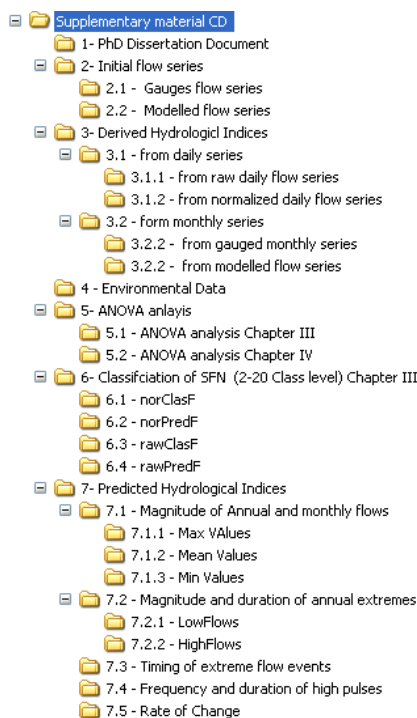 Supplementary material CD
1- PhD Dissertation Document
2- Initial flow series
2.1 - Gauges flow series
2.2 - Modelled flow series
3- Derived Hydrologicl Indices
3.1 - from daily series
3.1.1 - from raw daily flow series
3.1.2 - from normalized daily flow series
3.2 - form monthly series
3.2.2 - from gauged monthly series
3.2.2 - from modelled flow series
4 - Environmental Data
5- ANOVA anlayis
5.1 - ANOVA analysis Chapter III
5.2 - ANOVA analysis Chapter IV
6- Classifciation of SFN (2-20 Class level) Chapter III
6.1 - norClasF
6.2 - norPredF
6.3 - rawClasF
6.4 - rawPredF
7- Predicted Hydrological Indices
7.1 - Magnitude of Annual and monthly flows
7.1.1 - Max VAlues
7.1.2 - Mean Values
7.1.3 - Min Values
7.2 - Magnitude and duration of annual extremes
7.2.1 - LowFlows
7.2.2 - HighFlows
7.3 - Timing of extreme flow events
7.4 - Frequency and duration of high pulses
7.5 - Rate of Change